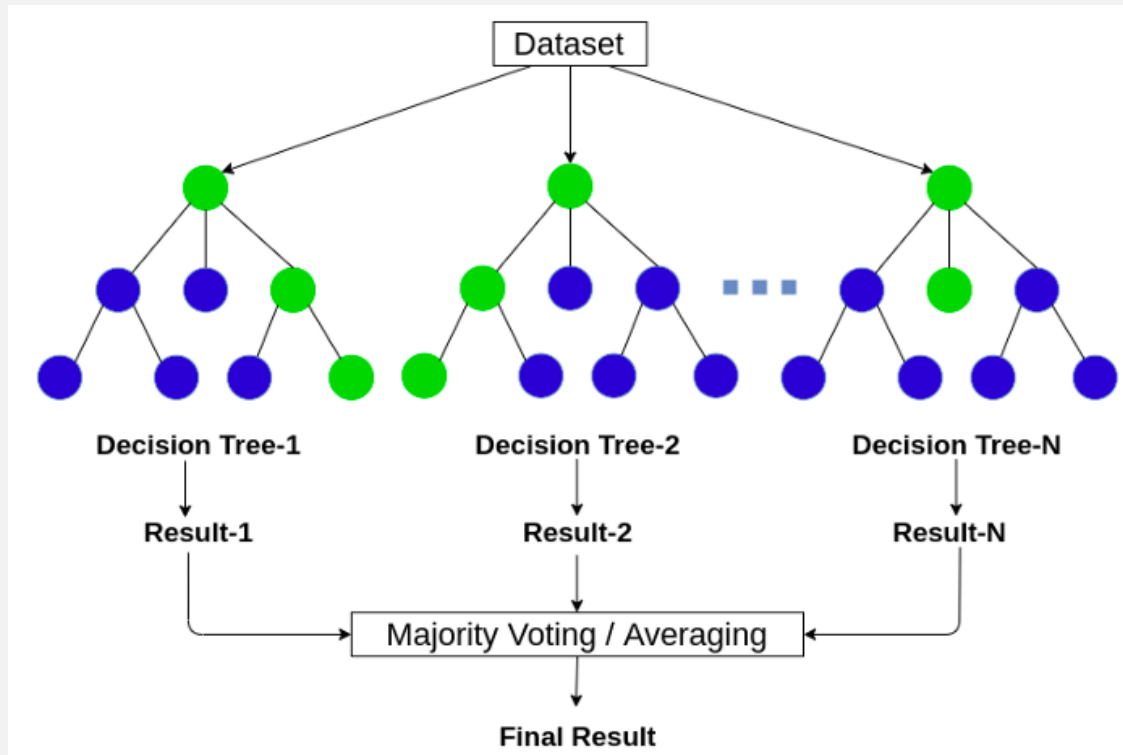 Dataset
Decision Tree-1
Decision Tree-2
Decision Tree-N
Result-1
Result-2
Result-N
Majority Voting / Averaging
Final Result